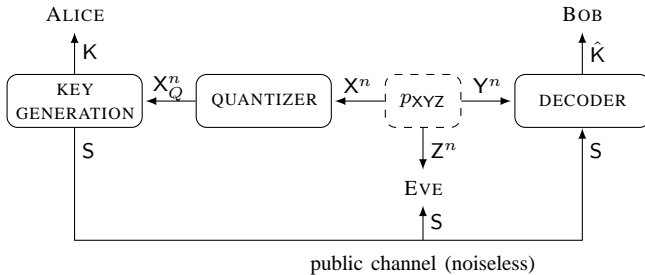 ALICE
BOB
K
K̂
KEY
GENERATION
X_Q^n
QUANTIZER
X^n
p_XYZ
Y^n
DECODER
S
Z^n
S
EVE
S
public channel (noiseless)